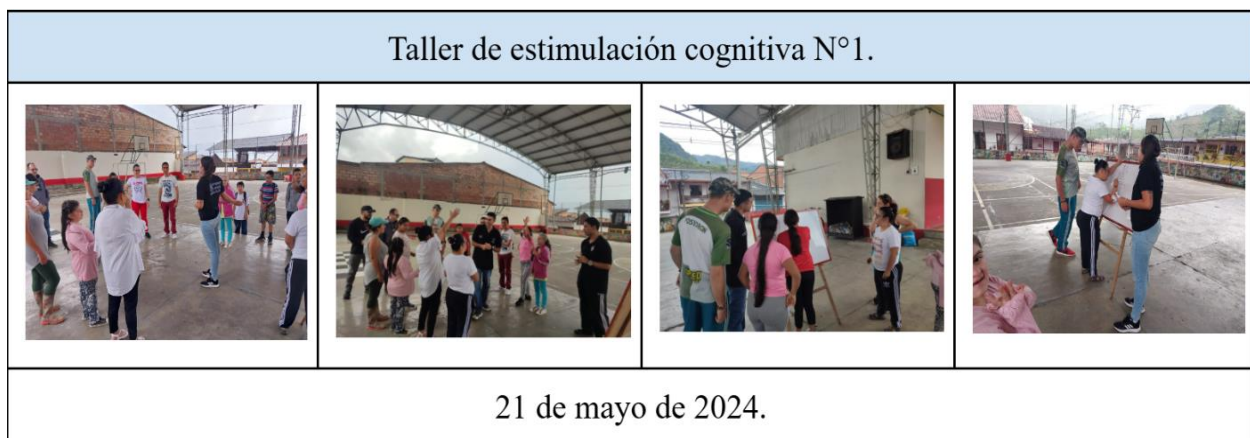 Taller de estimulación cognitiva N°1.
21 de mayo de 2024.